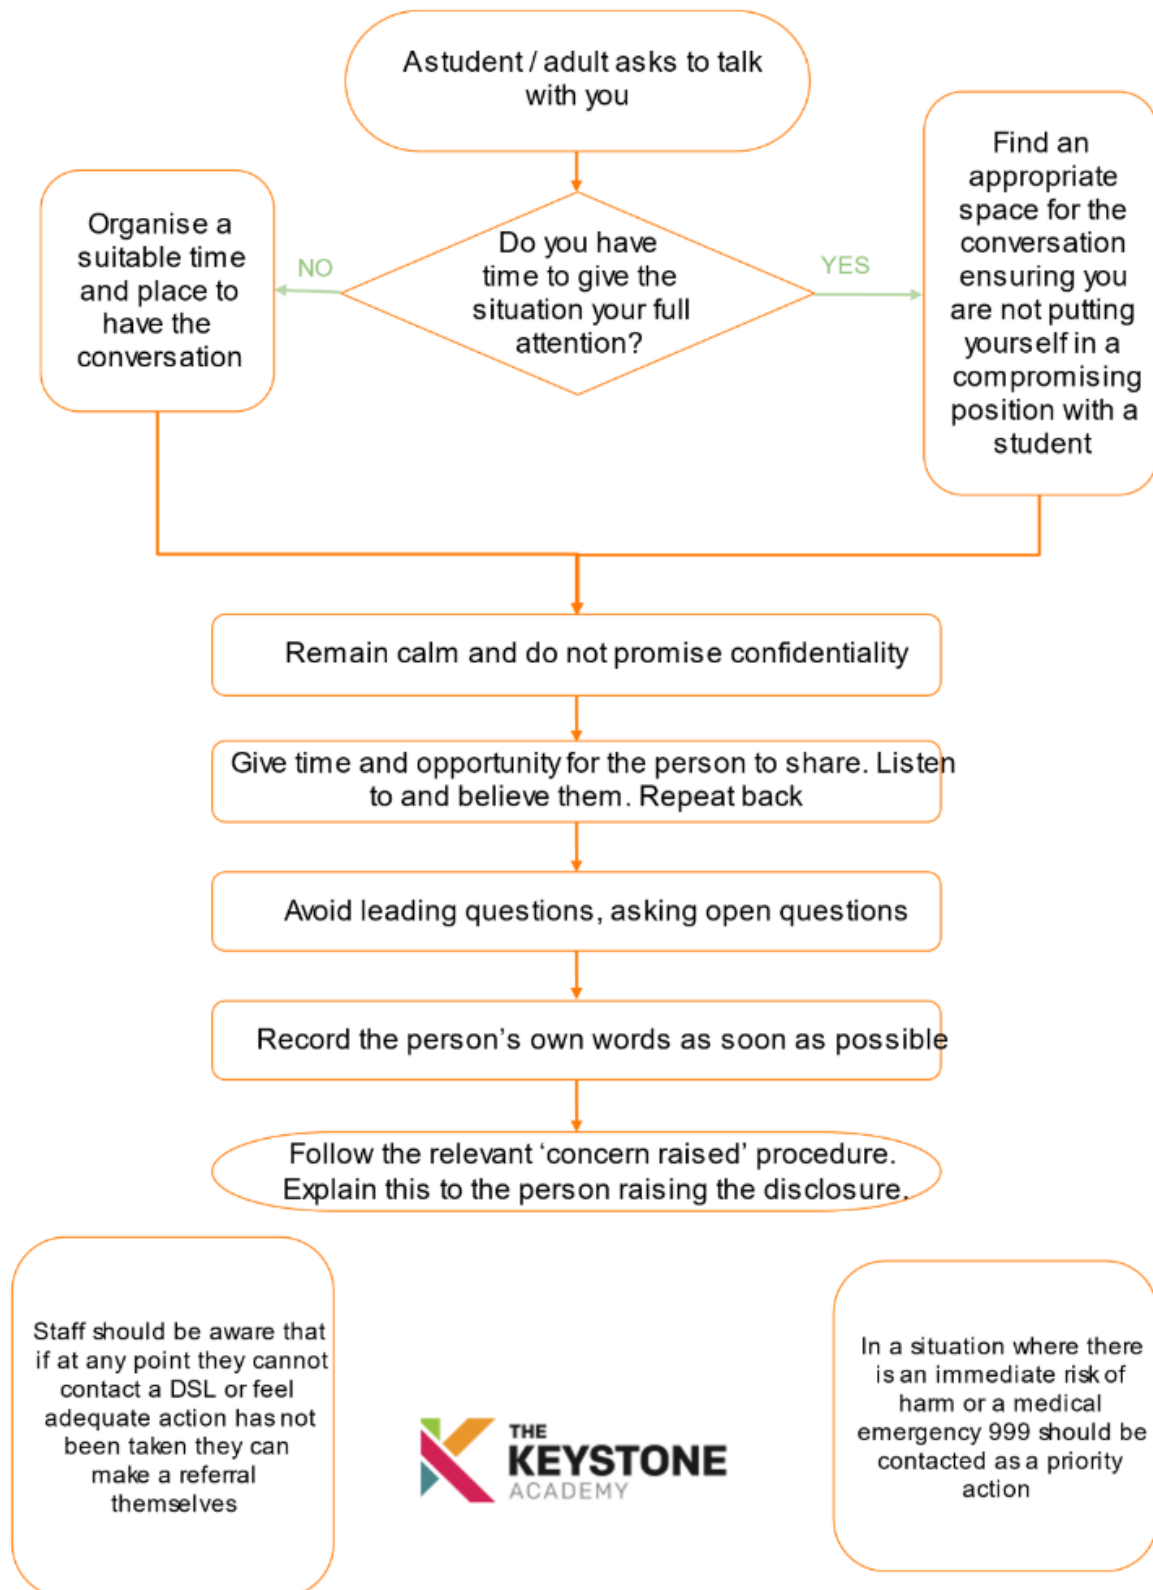 A student / adult asks to talk
with you
Organise a
suitable time
and place to
have the
conversation
NO
Do you have
time to give the
situation your full
attention?
YES
Find an
appropriate
space for the
conversation
ensuring you
are not putting
yourself in a
compromising
position with a
student
Remain calm and do not promise confidentiality
Give time and opportunity for the person to share. Listen
to and believe them. Repeat back
Avoid leading questions, asking open questions
Record the person’s own words as soon as possible
Follow the relevant ‘concern raised’ procedure.
Explain this to the person raising the disclosure.
Staff should be aware that
if at any point they cannot
contact a DSL or feel
adequate action has not
been taken they can
make a referral
themselves
THE
KEYSTONE
ACADEMY
In a situation where there
is an immediate risk of
harm or a medical
emergency 999 should be
contacted as a priority
action